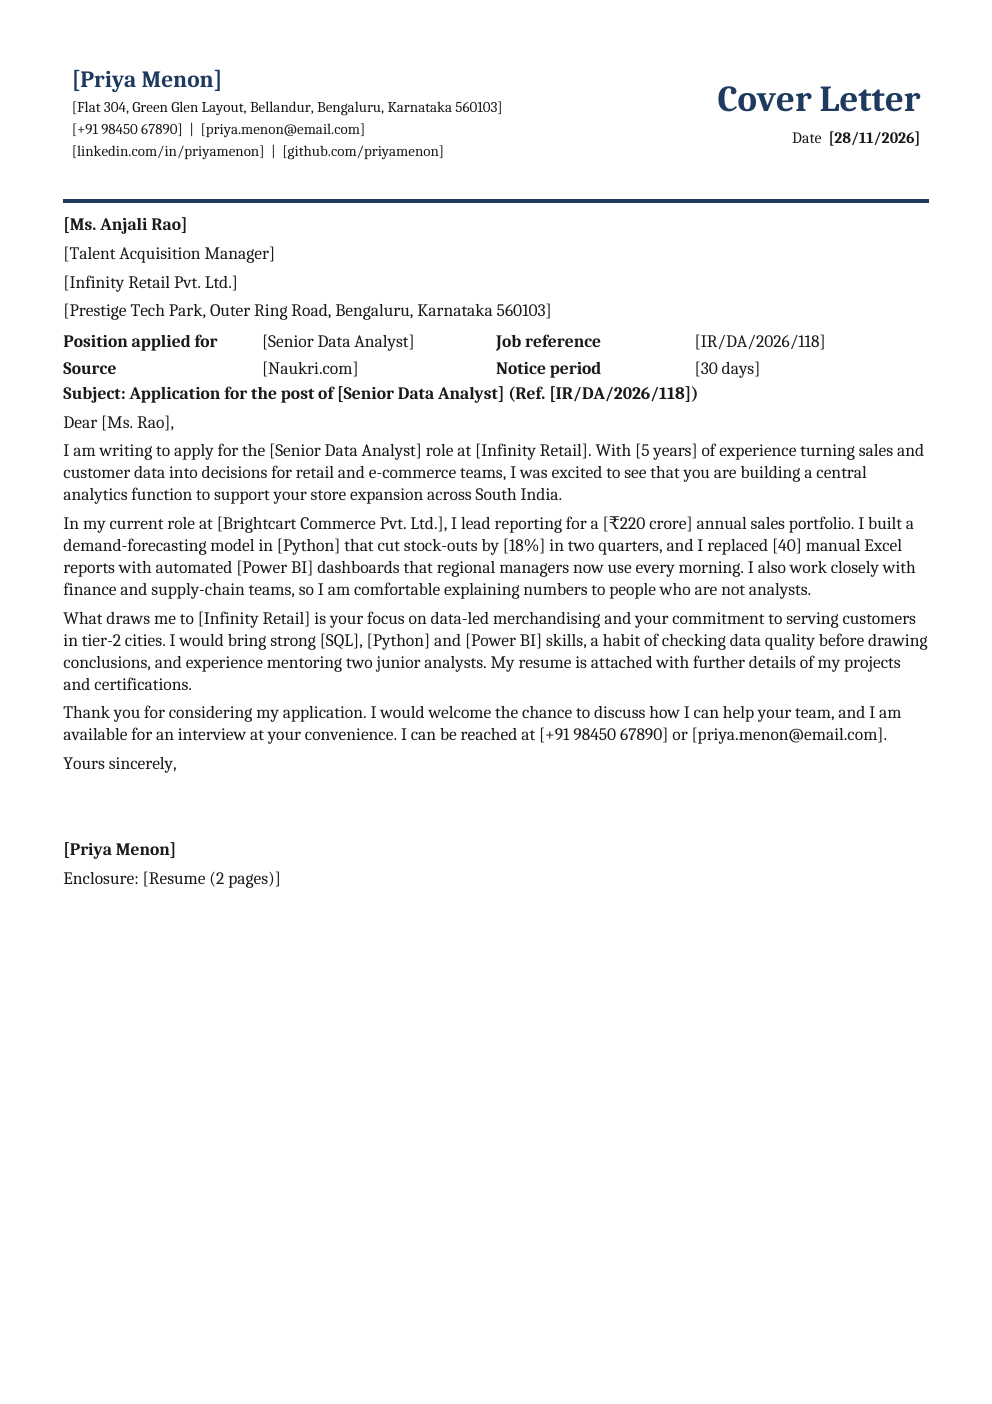 [Priya Menon]
[Flat 304, Green Glen Layout, Bellandur, Bengaluru, Karnataka 560103]
[+91 98450 67890] | [priya.menon@email.com]
[linkedin.com/in/priyamenon] | [github.com/priyamenon]
Cover Letter
Date [28/11/2026]
[Ms. Anjali Rao]
[Talent Acquisition Manager]
[Infinity Retail Pvt. Ltd.]
[Prestige Tech Park, Outer Ring Road, Bengaluru, Karnataka 560103]
Position applied for [Senior Data Analyst] Job reference [IR/DA/2026/118]
Source [Naukri.com] Notice period [30 days]
Subject: Application for the post of [Senior Data Analyst] (Ref. [IR/DA/2026/118])
Dear [Ms. Rao],
I am writing to apply for the [Senior Data Analyst] role at [Infinity Retail]. With [5 years] of experience turning sales and
customer data into decisions for retail and e-commerce teams, I was excited to see that you are building a central
analytics function to support your store expansion across South India.
In my current role at [Brightcart Commerce Pvt. Ltd.], I lead reporting for a [₹220 crore] annual sales portfolio. I built a
demand-forecasting model in [Python] that cut stock-outs by [18%] in two quarters, and I replaced [40] manual Excel
reports with automated [Power BI] dashboards that regional managers now use every morning. I also work closely with
finance and supply-chain teams, so I am comfortable explaining numbers to people who are not analysts.
What draws me to [Infinity Retail] is your focus on data-led merchandising and your commitment to serving customers
in tier-2 cities. I would bring strong [SQL], [Python] and [Power BI] skills, a habit of checking data quality before drawing
conclusions, and experience mentoring two junior analysts. My resume is attached with further details of my projects
and certifications.
Thank you for considering my application. I would welcome the chance to discuss how I can help your team, and I am
available for an interview at your convenience. I can be reached at [+91 98450 67890] or [priya.menon@email.com].
Yours sincerely,
[Priya Menon]
Enclosure: [Resume (2 pages)]